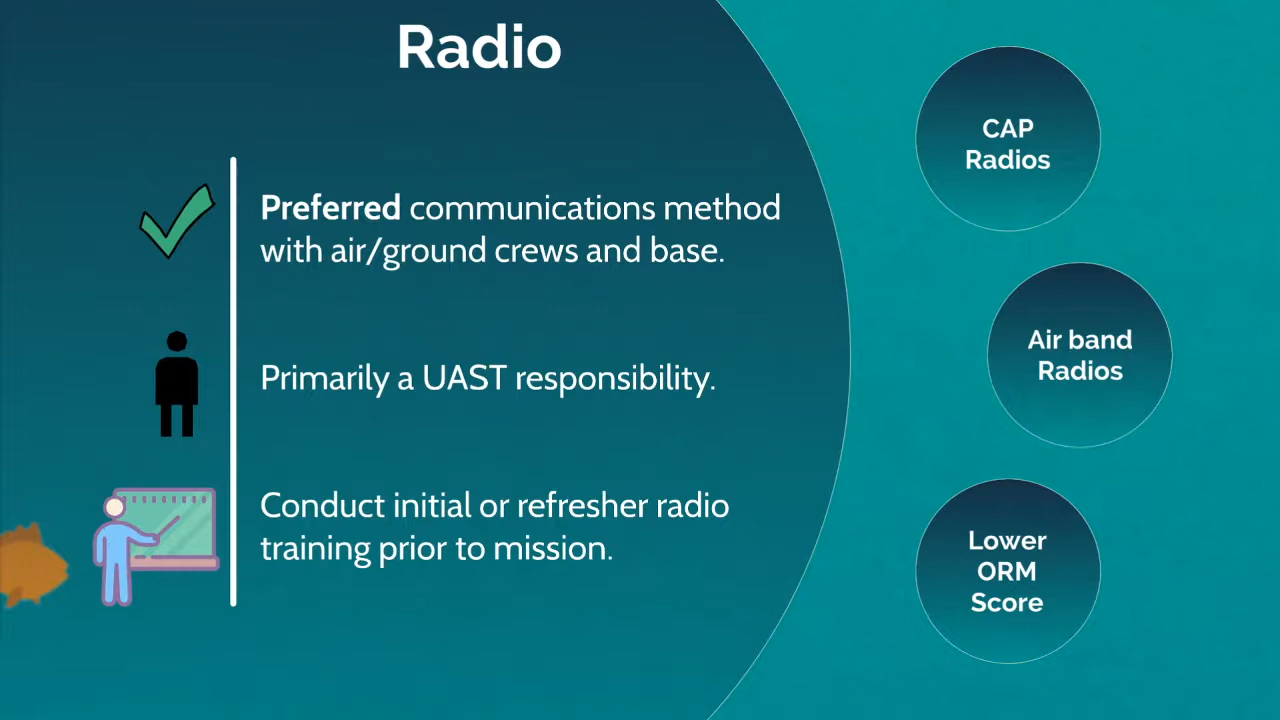 Radio
Preferred communications method
with air/ground crews and base.
Primarily a UAST responsibility.
Conduct initial or refresher radio
training prior to mission.
CAP
Radios
Air band
Radios
Lower
ORM
Score